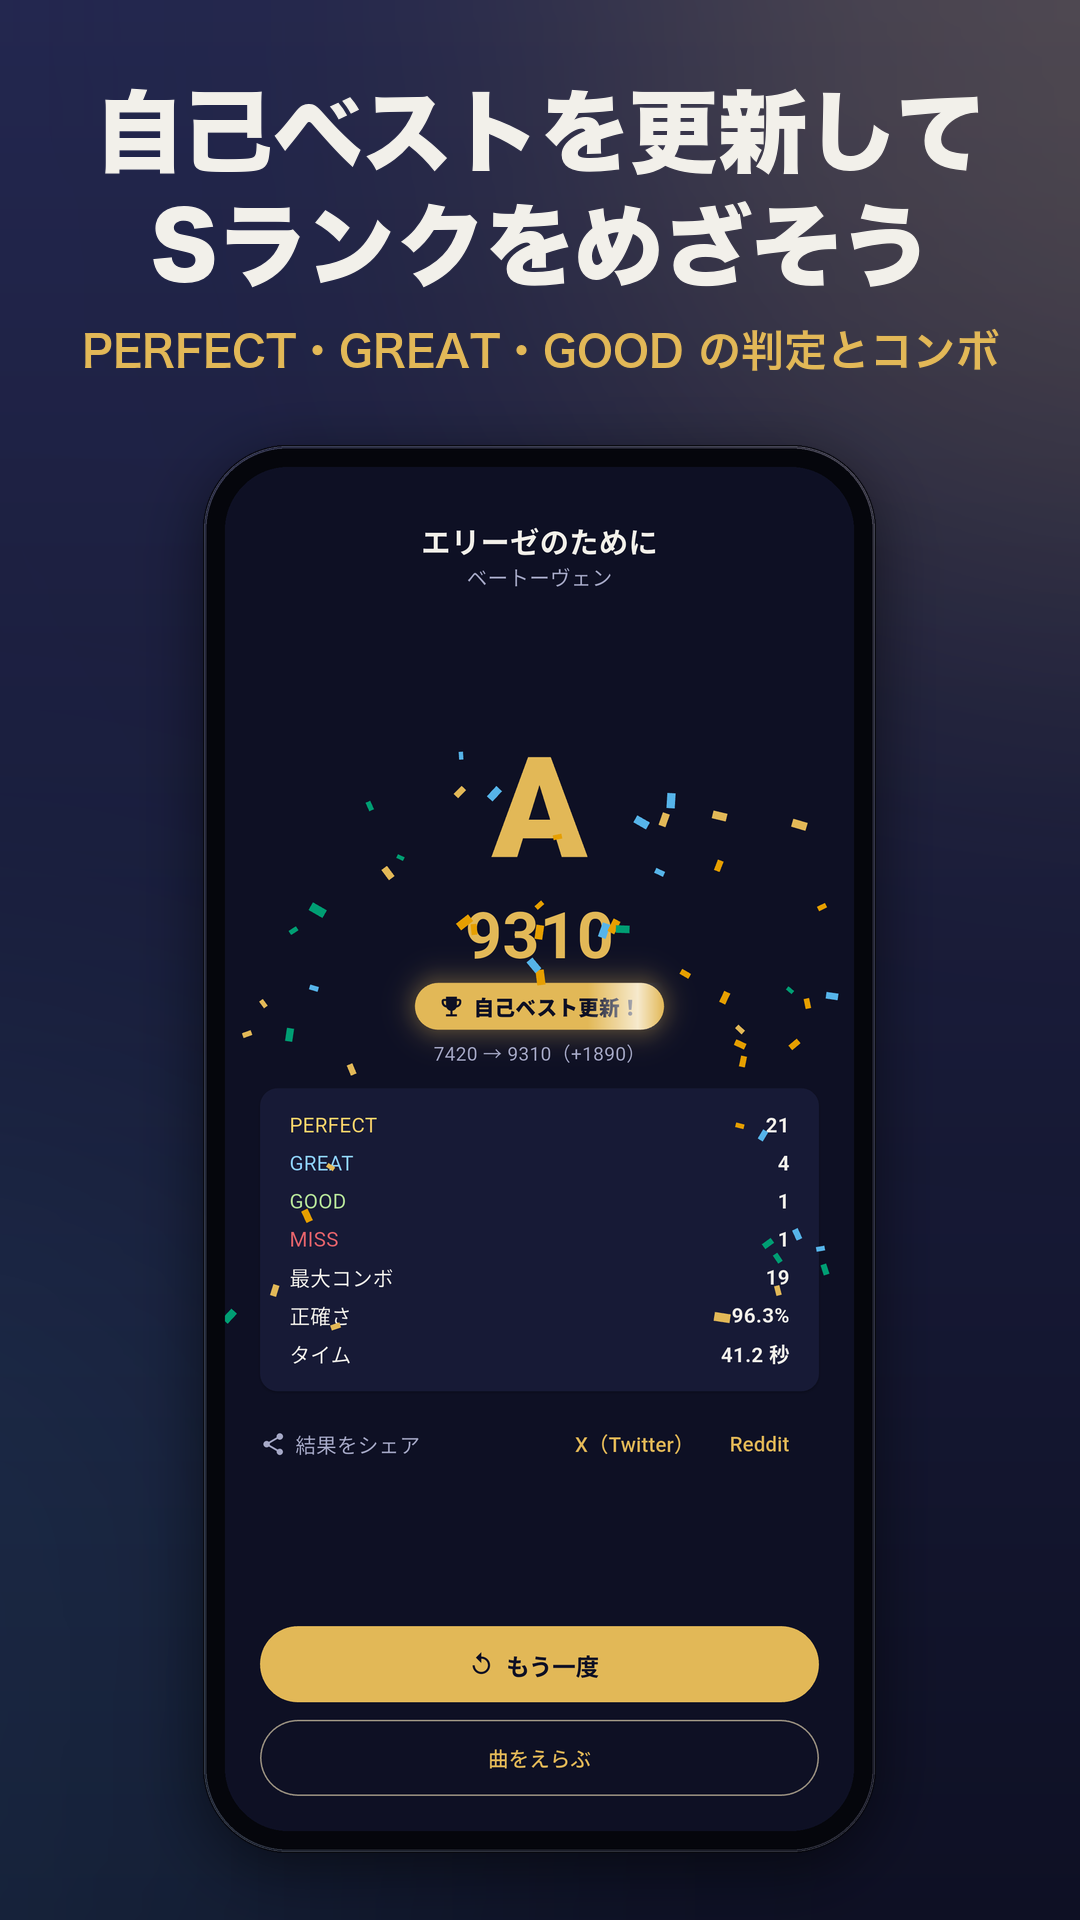 自己ベストを更新して
Sランクをめざそう
PERFECT・GREAT・GOOD の判定とコンボ
エリーゼのために
ベートーヴェン
A
9310
自己ベスト更新！
7420 → 9310（+1890）
PERFECT 21
GREAT 4
GOOD 1
MISS 1
最大コンボ 19
正確さ 96.3%
タイム 41.2 秒
結果をシェア X（Twitter） Reddit
もう一度
曲をえらぶ